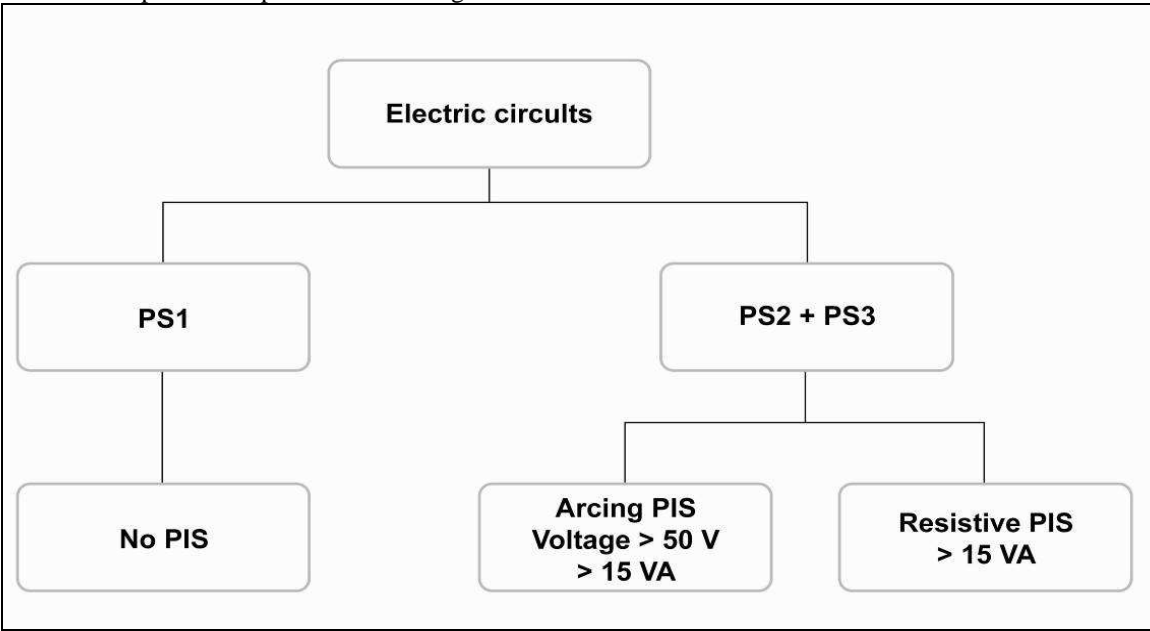 Electric circults
PS1
PS2 + PS3
No PIS
Arcing PIS
Voltage > 50 V
> 15 VA
Resistive PIS
> 15 VA